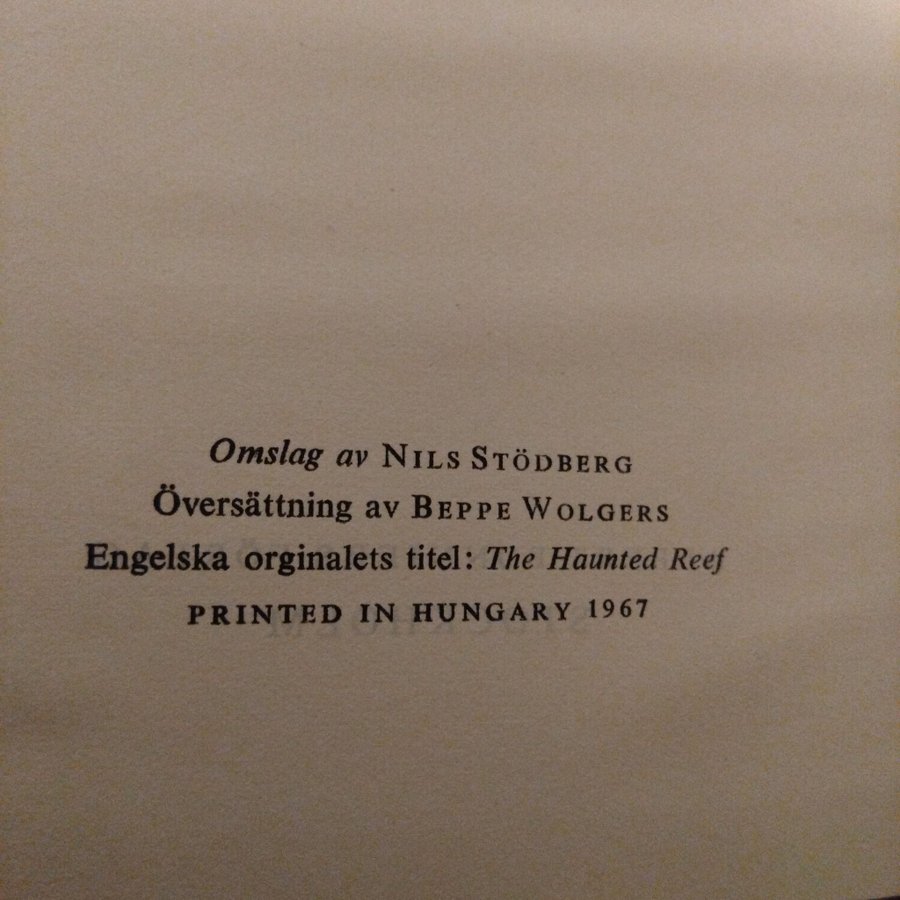 Omslag av NILS STÖDBERG
Översättning av BEPPE WOLGERS
Engelska orginalets titel: The Haunted Reef
PRINTED IN HUNGARY 1967